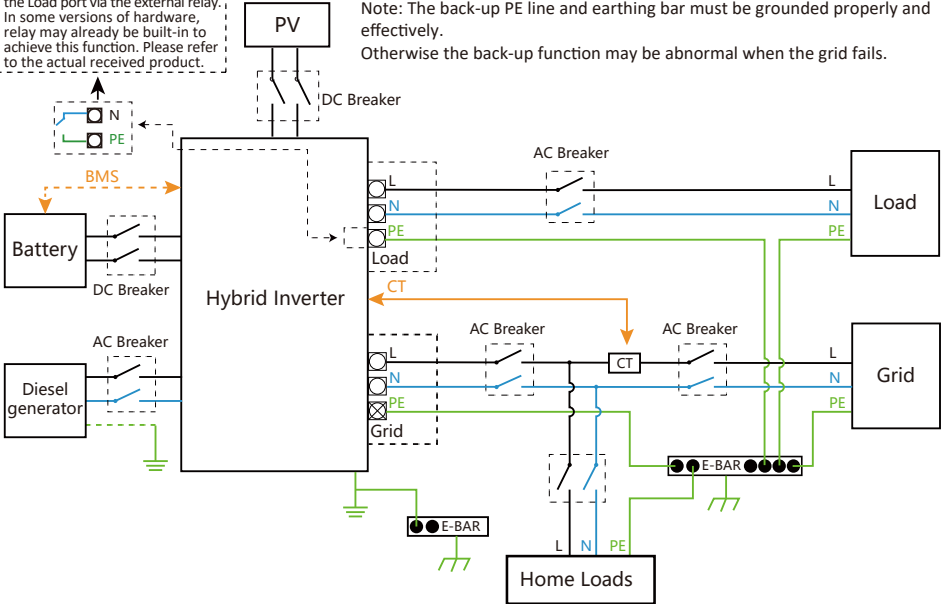 the Load port via the external relay.
In some versions of hardware,
relay may already be built-in to
achieve this function. Please refer
to the actual received product.
Note: The back-up PE line and earthing bar must be grounded properly and
effectively.
Otherwise the back-up function may be abnormal when the grid fails.
PV
DC Breaker
N
PE
BMS
Battery
DC Breaker
AC Breaker
Diesel
generator
Hybrid Inverter
L
N
PE
Load
AC Breaker
L
N
PE
Load
CT
L
N
PE
Grid
AC Breaker
CT
AC Breaker
L
N
PE
Grid
E-BAR
E-BAR
L
N
PE
Home Loads